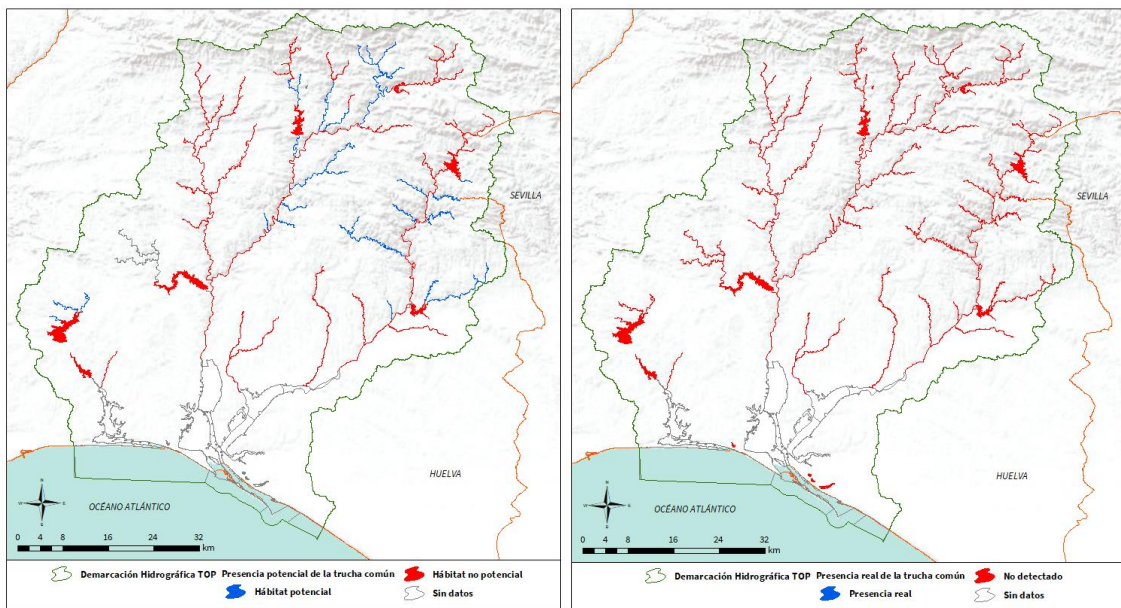 SEVILLA
HUELVA
OCÉANO ATLÁNTICO
N
W E
S
0 4 8 16 24 32
km
Demarcación Hidrográfica TOP Presencia potencial de la trucha común Hábitat no potencial
Hábitat potencial Sin datos
SEVILLA
HUELVA
OCÉANO ATLÁNTICO
N
W E
S
0 4 8 16 24 32
km
Demarcación Hidrográfica TOP Presencia real de la trucha común No detectado
Presencia real Sin datos